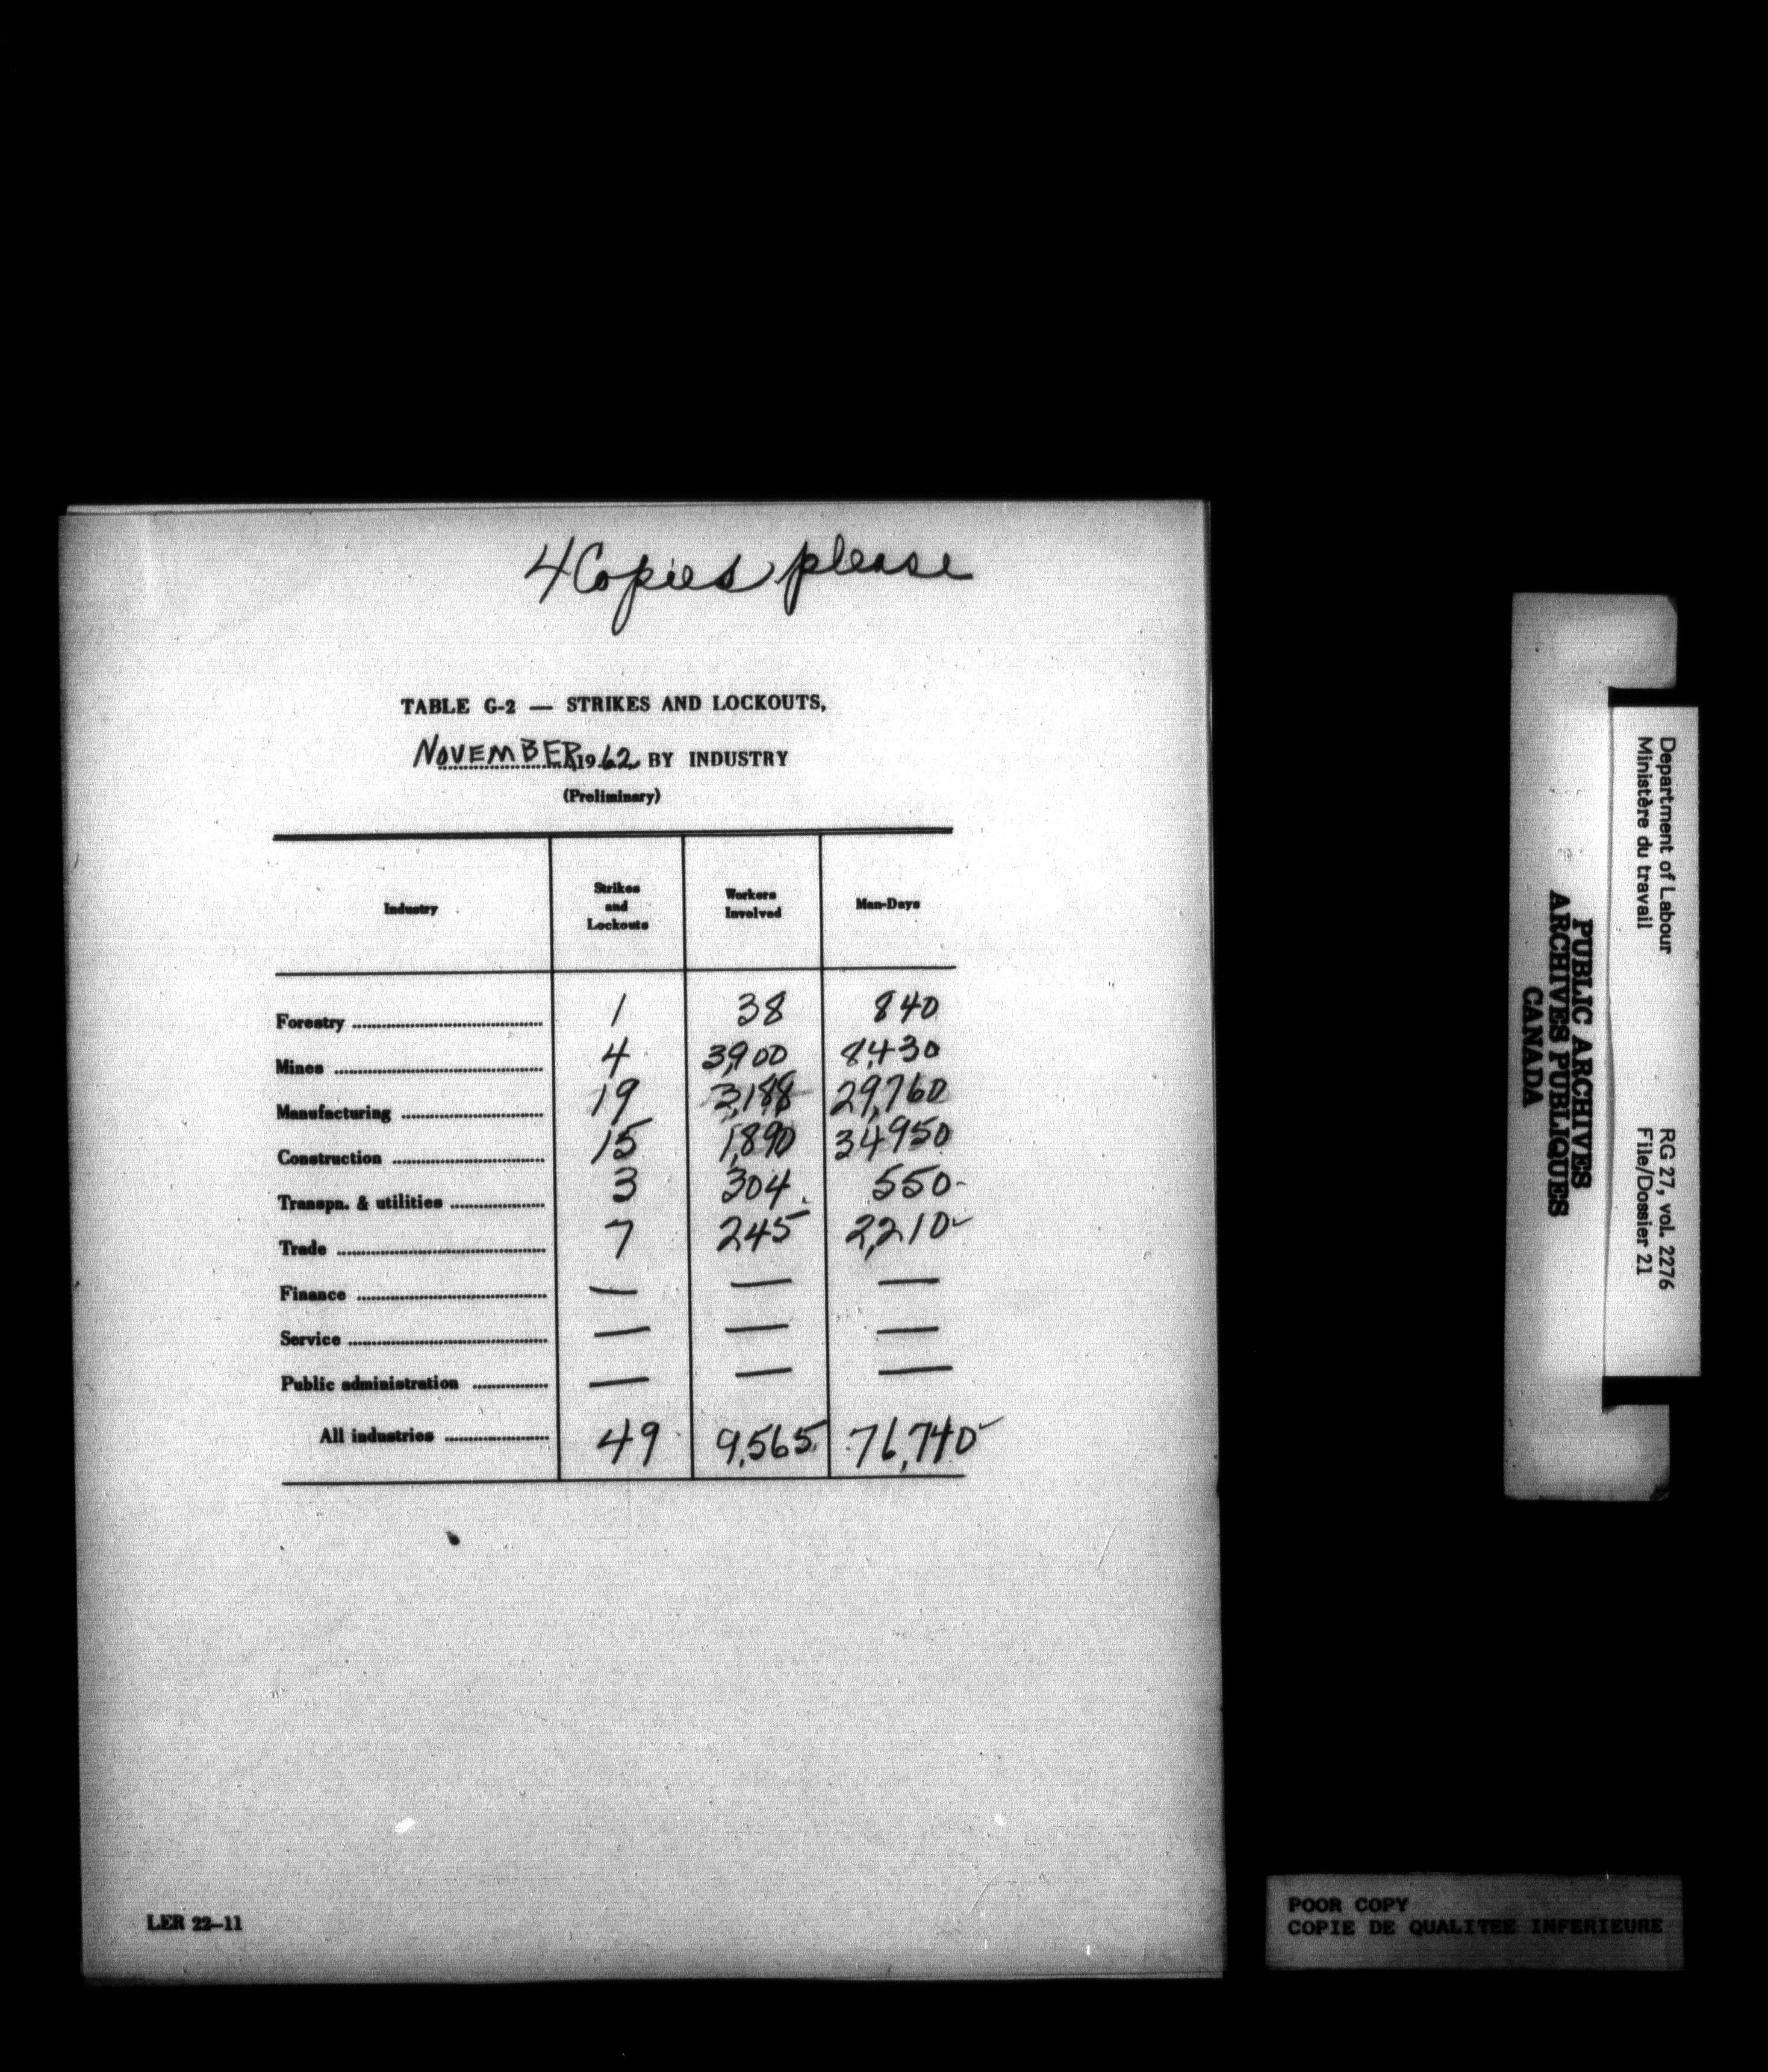 4 Copies please
TABLE G-2 — STRIKES AND LOCKOUTS,
NOVEMBER 1962 BY INDUSTRY
(Preliminary)
Industry Strikes and Lockouts Workers Involved Man-Days
Forestry 1 38 840
Mines 4 3,900 8,430
Manufacturing 19 3,188 29,760
Construction 15 1,890 34,950
Transpn. & utilities 3 304 550
Trade 7 245 2,210
Finance — — —
Service — — —
Public administration — — —
All industries 49 9,565 76,740
LER 22-11
Department of Labour
Ministère du travail
RG 27, vol. 2276
File/Dossier 21
PUBLIC ARCHIVES
ARCHIVES PUBLIQUES
CANADA
POOR COPY
COPIE DE QUALITEE INFERIEURE